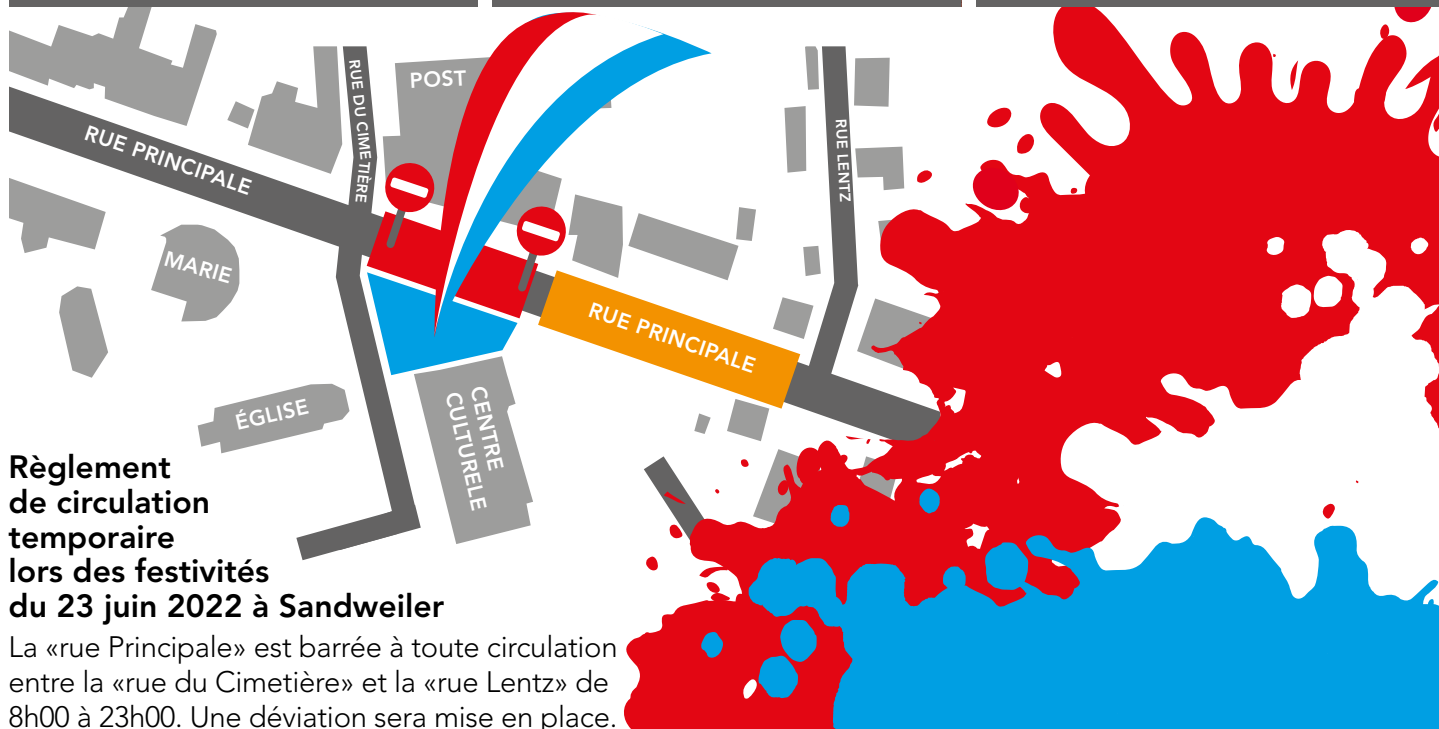 POST
RUE DU CIMETIÈRE
RUE PRINCIPALE
RUE LENTZ
MARIE
RUE PRINCIPALE
ÉGLISE
CENTRE
CULTURELE
Règlement
de circulation
temporaire
lors des festivités
du 23 juin 2022 à Sandweiler
La «rue Principale» est barrée à toute circulation
entre la «rue du Cimetière» et la «rue Lentz» de
8h00 à 23h00. Une déviation sera mise en place.